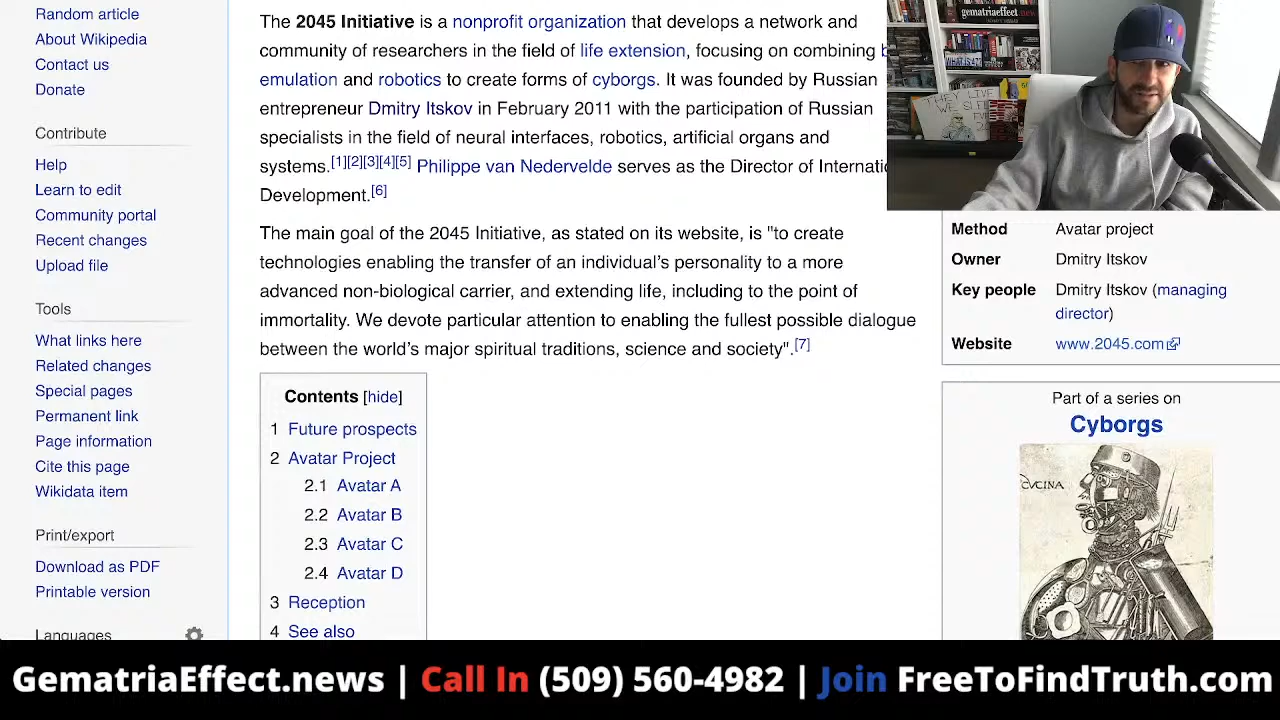 Random article
About Wikipedia
Contact us
Donate
Contribute
Help
Learn to edit
Community portal
Recent changes
Upload file
Tools
What links here
Related changes
Special pages
Permanent link
Page information
Cite this page
Wikidata item
Print/export
Download as PDF
Printable version
Languages
The 2045 Initiative is a nonprofit organization that develops a network and
community of researchers in the field of life extension, focusing on combining
emulation and robotics to create forms of cyborgs. It was founded by Russian
entrepreneur Dmitry Itskov in February 2011 with the participation of Russian
specialists in the field of neural interfaces, robotics, artificial organs and
systems.[1][2][3][4][5] Philippe van Nedervelde serves as the Director of
Development.[6]
The main goal of the 2045 Initiative, as stated on its website, is "to create
technologies enabling the transfer of an individual's personality to a more
advanced non-biological carrier, and extending life, including to the point of
immortality. We devote particular attention to enabling the fullest possible dialogue
between the world's major spiritual traditions, science and society".[7]
Contents [hide]
1 Future prospects
2 Avatar Project
2.1 Avatar A
2.2 Avatar B
2.3 Avatar C
2.4 Avatar D
3 Reception
4 See also
gematriaeffect
Method Avatar project
Owner Dmitry Itskov
Key people Dmitry Itskov (managing
director)
Website www.2045.com
Part of a series on
Cyborgs
GematriaEffect.news | Call In (509) 560-4982 | Join FreeToFindTruth.com